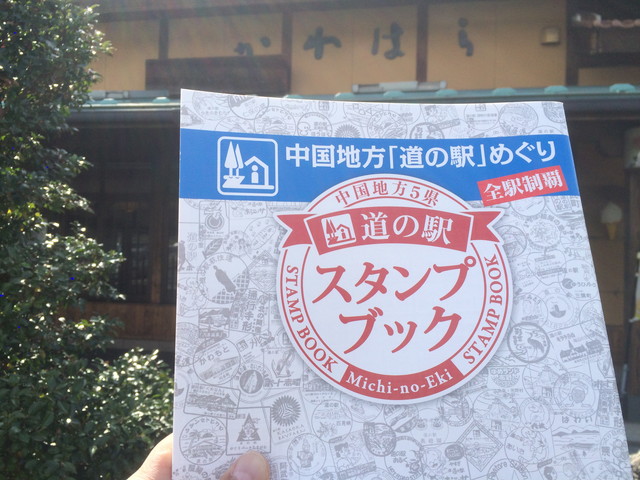 かわはら
中国地方「道の駅」めぐり
全駅制覇
中国地方5県
道の駅
スタンプ
ブック
STAMP BOOK
STAMP BOOK
Michi-no-Eki